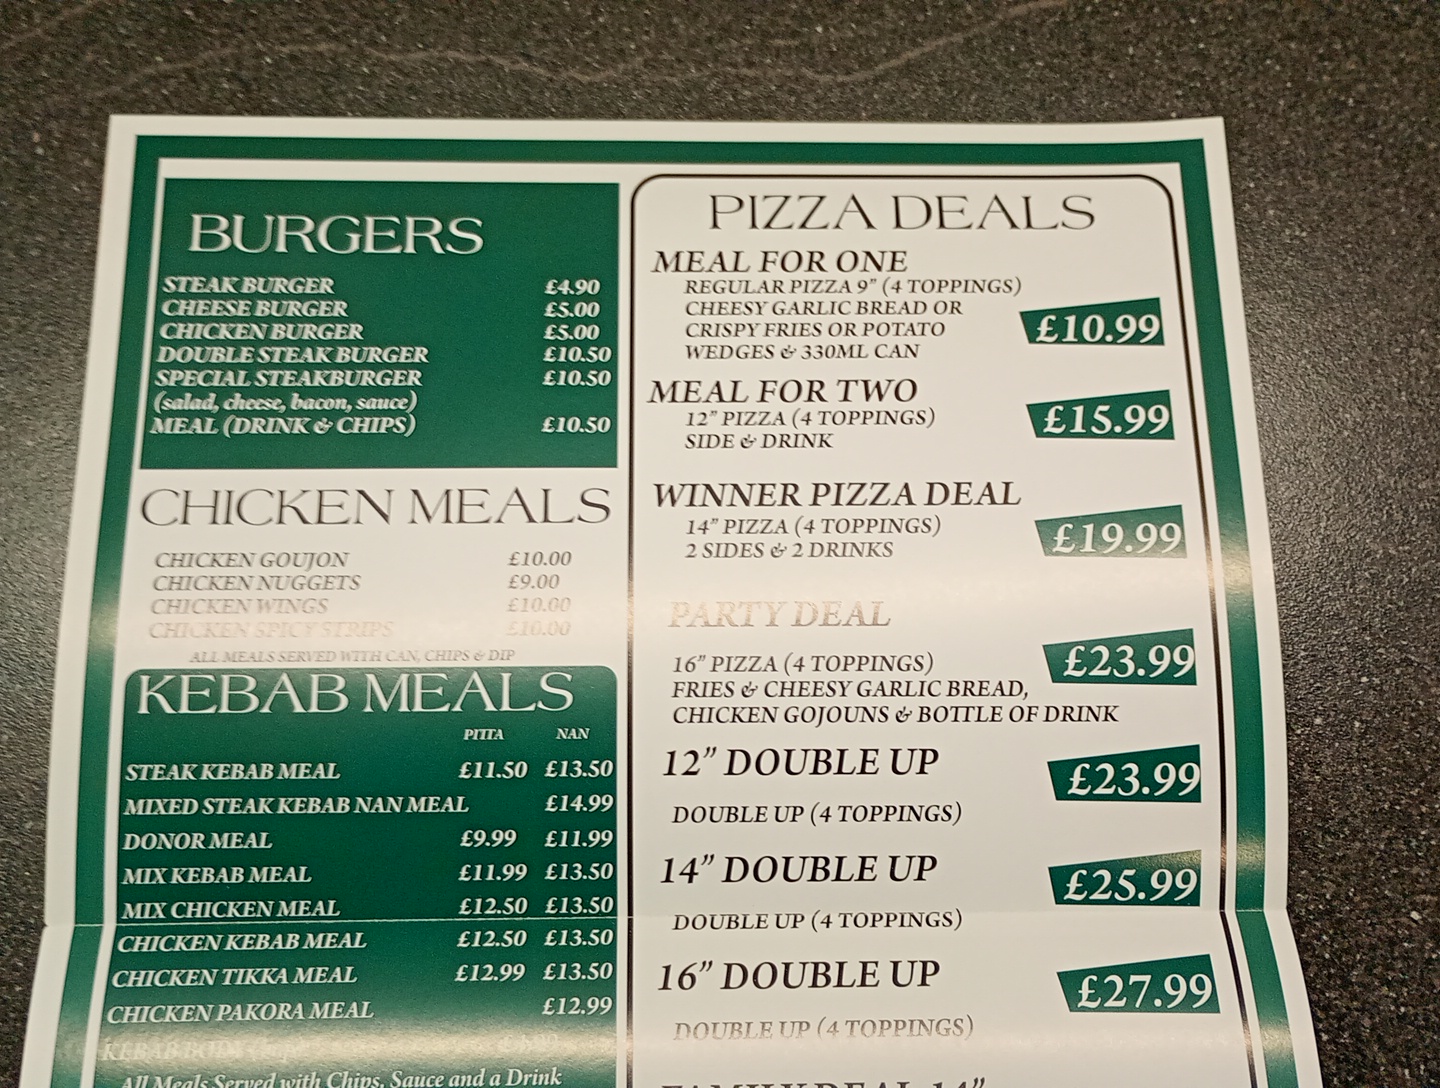 BURGERS
STEAK BURGER £4.90
CHEESE BURGER £5.00
CHICKEN BURGER £5.00
DOUBLE STEAK BURGER £10.50
SPECIAL STEAKBURGER £10.50
(salad, cheese, bacon, sauce)
MEAL (DRINK & CHIPS) £10.50
CHICKEN MEALS
CHICKEN GOUJON £10.00
CHICKEN NUGGETS £9.00
CHICKEN WINGS £10.00
CHICKEN SPICY STRIPS £10.00
ALL MEALS SERVED WITH CAN, CHIPS & DIP
KEBAB MEALS
PITTA NAN
STEAK KEBAB MEAL £11.50 £13.50
MIXED STEAK KEBAB NAN MEAL £14.99
DONOR MEAL £9.99 £11.99
MIX KEBAB MEAL £11.99 £13.50
MIX CHICKEN MEAL £12.50 £13.50
CHICKEN KEBAB MEAL £12.50 £13.50
CHICKEN TIKKA MEAL £12.99 £13.50
CHICKEN PAKORA MEAL £12.99
KEBAB
All Meals Served with Chips, Sauce and a Drink
PIZZA DEALS
MEAL FOR ONE
REGULAR PIZZA 9” (4 TOPPINGS)
CHEESY GARLIC BREAD OR
CRISPY FRIES OR POTATO
WEDGES & 330ML CAN
£10.99
MEAL FOR TWO
12” PIZZA (4 TOPPINGS)
SIDE & DRINK
£15.99
WINNER PIZZA DEAL
14” PIZZA (4 TOPPINGS)
2 SIDES & 2 DRINKS
£19.99
PARTY DEAL
16” PIZZA (4 TOPPINGS)
FRIES & CHEESY GARLIC BREAD,
CHICKEN GOJOUNS & BOTTLE OF DRINK
£23.99
12” DOUBLE UP
DOUBLE UP (4 TOPPINGS)
£23.99
14” DOUBLE UP
DOUBLE UP (4 TOPPINGS)
£25.99
16” DOUBLE UP
DOUBLE UP (4 TOPPINGS)
£27.99
FAMILY DEAL 14”